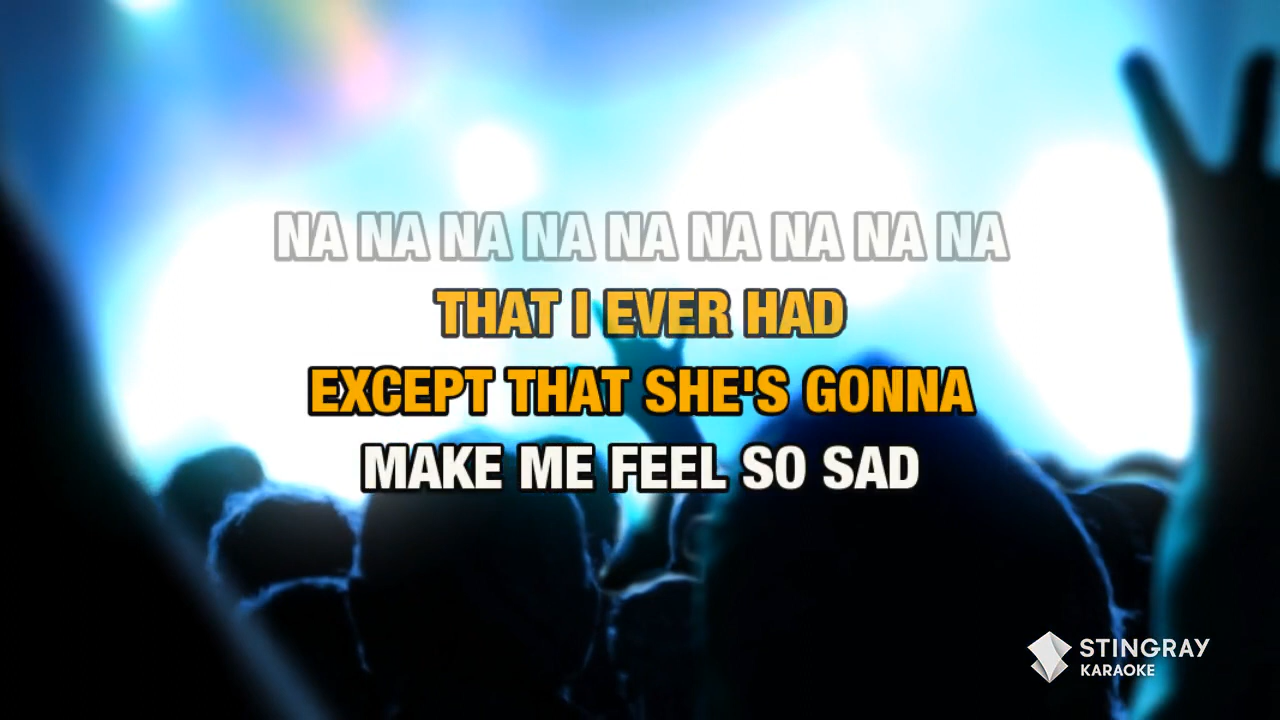 NA NA NA NA NA NA NA NA NA
THAT I EVER HAD
EXCEPT THAT SHE'S GONNA
MAKE ME FEEL SO SAD
STINGRAY
KARAOKE